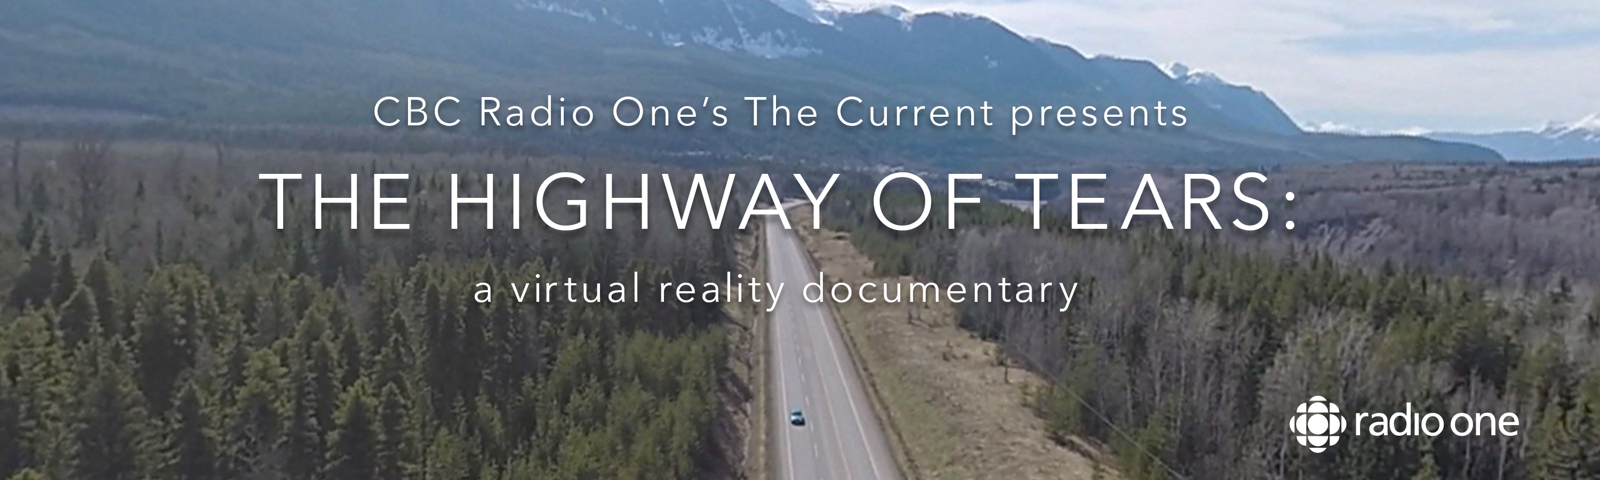 CBC Radio One’s The Current presents
THE HIGHWAY OF TEARS:
a virtual reality documentary
radio one